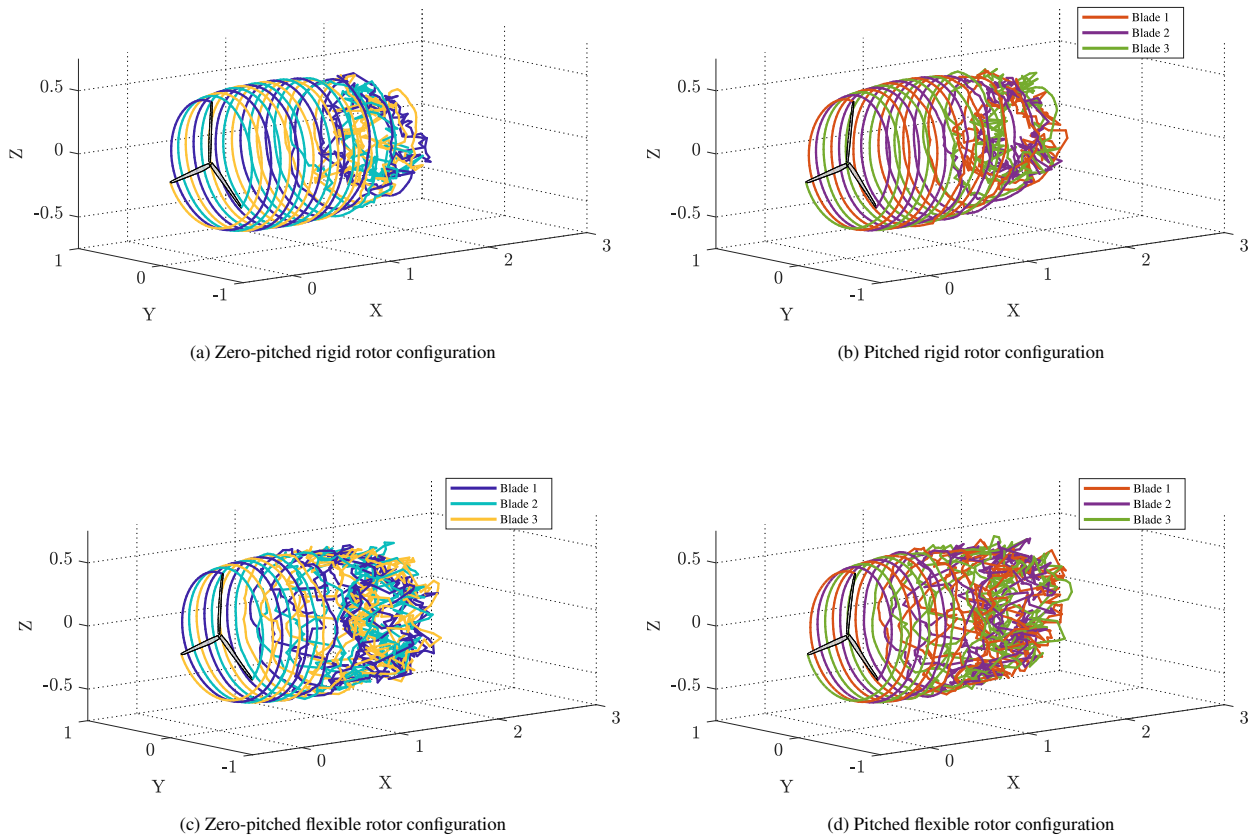 0.5
0
-0.5
Z
1
0
-1
Y
0
1
2
3
X
(a) Zero-pitched rigid rotor configuration
Blade 1
Blade 2
Blade 3
0.5
0
-0.5
Z
1
0
-1
Y
0
1
2
3
X
(b) Pitched rigid rotor configuration
Blade 1
Blade 2
Blade 3
0.5
0
-0.5
Z
1
0
-1
Y
0
1
2
3
X
(c) Zero-pitched flexible rotor configuration
Blade 1
Blade 2
Blade 3
0.5
0
-0.5
Z
1
0
-1
Y
0
1
2
3
X
(d) Pitched flexible rotor configuration